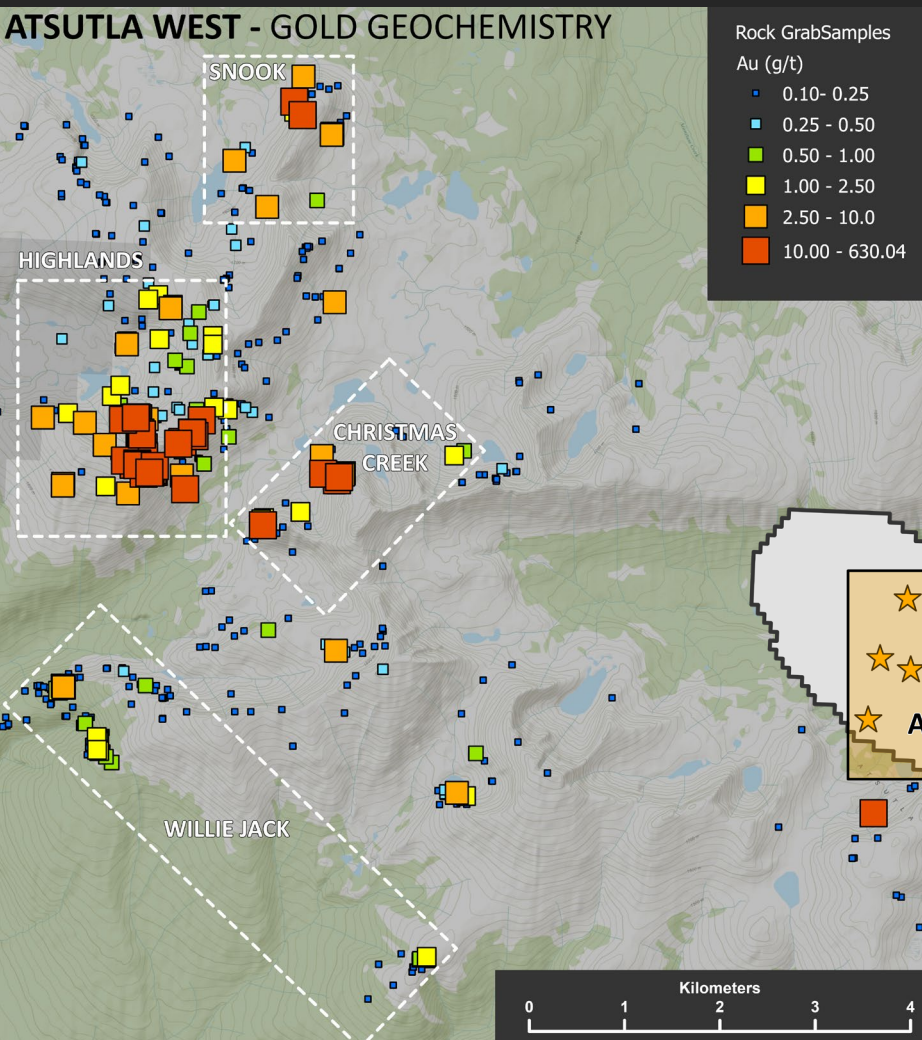 ATSUTLA WEST - GOLD GEOCHEMISTRY
Rock GrabSamples
Au (g/t)
0.10- 0.25
0.25 - 0.50
0.50 - 1.00
1.00 - 2.50
2.50 - 10.0
10.00 - 630.04
SNOOK
HIGHLANDS
CHRISTMAS
CREEK
A
WILLIE JACK
Kilometers
0 1 2 3 4